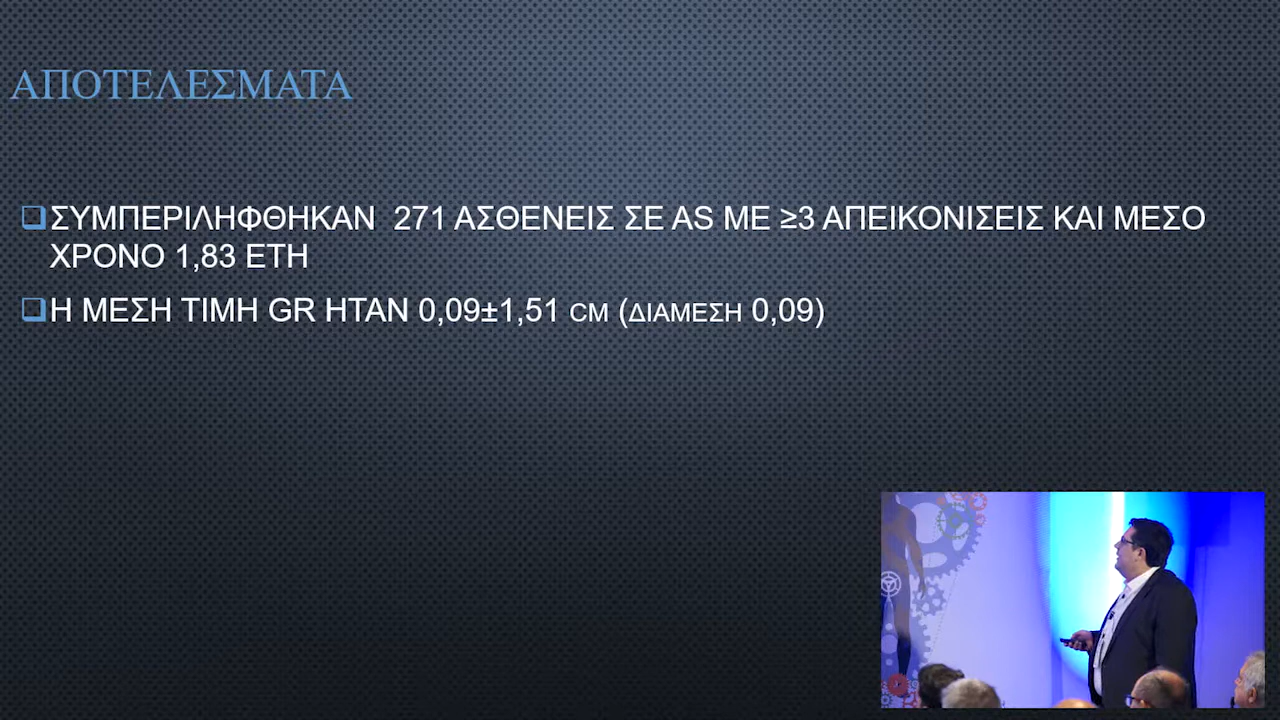 ΑΠΟΤΕΛΕΣΜΑΤΑ
ΣΥΜΠΕΡΙΛΗΦΘΗΚΑΝ 271 ΑΣΘΕΝΕΙΣ ΣΕ AS ΜΕ ≥3 ΑΠΕΙΚΟΝΙΣΕΙΣ ΚΑΙ ΜΕΣΟ
ΧΡΟΝΟ 1,83 ΕΤΗ
Η ΜΕΣΗ ΤΙΜΗ GR ΗΤΑΝ 0,09±1,51 CM (ΔΙΑΜΕΣΗ 0,09)